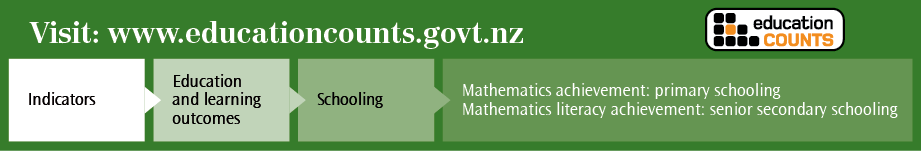 Visit: www.educationcounts.govt.nz
education
COUNTS
Indicators
Education
and learning
outcomes
Schooling
Mathematics achievement: primary schooling
Mathematics literacy achievement: senior secondary schooling